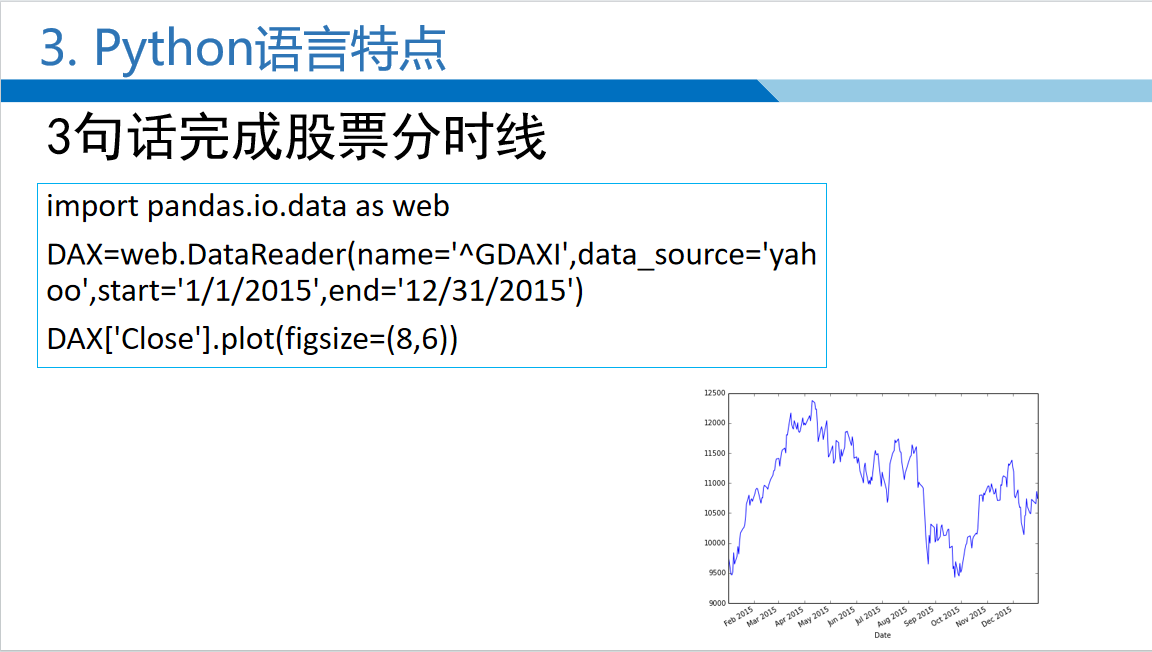 3. Python语言特点
3句话完成股票分时线
import pandas.io.data as web
DAX=web.DataReader(name='^GDAXI',data_source='yah
oo',start='1/1/2015',end='12/31/2015')
DAX['Close'].plot(figsize=(8,6))
12500
12000
11500
11000
10500
10000
9500
9000
Feb 2015
Mar 2015
Apr 2015
May 2015
Jun 2015
Jul 2015
Aug 2015
Sep 2015
Oct 2015
Nov 2015
Dec 2015
Date